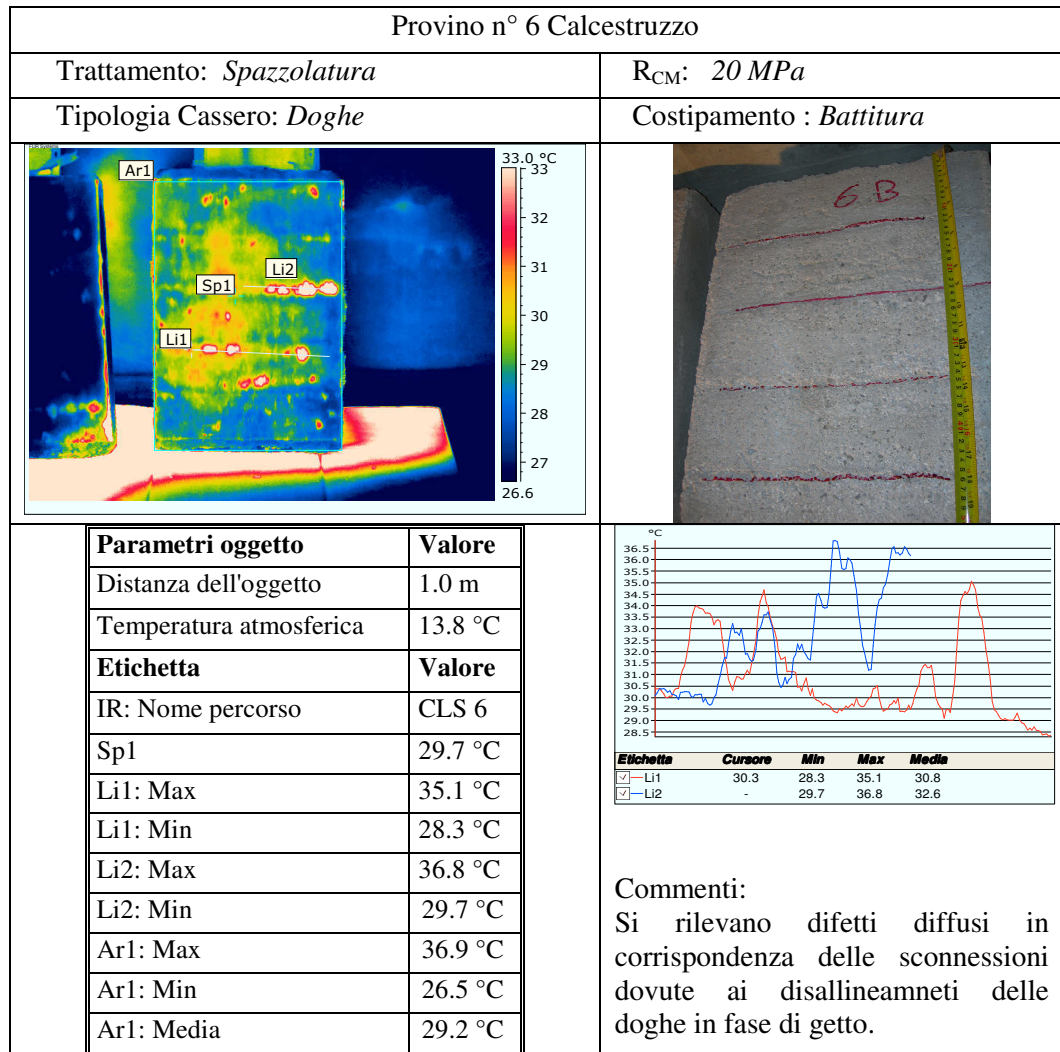 Provino n° 6 Calcestruzzo
Trattamento: Spazzolatura
R_CM: 20 MPa
Tipologia Cassero: Doghe
Costipamento : Battitura
33.0 °C
33
32
31
30
29
28
27
26.6
Ar1
Li2
Sp1
Li1
6 B
Parametri oggetto Valore
Distanza dell'oggetto 1.0 m
Temperatura atmosferica 13.8 °C
Etichetta Valore
IR: Nome percorso CLS 6
Sp1 29.7 °C
Li1: Max 35.1 °C
Li1: Min 28.3 °C
Li2: Max 36.8 °C
Li2: Min 29.7 °C
Ar1: Max 36.9 °C
Ar1: Min 26.5 °C
Ar1: Media 29.2 °C
°C
36.5
36.0
35.5
35.0
34.5
34.0
33.5
33.0
32.5
32.0
31.5
31.0
30.5
30.0
29.5
29.0
28.5
Etichetta Cursore Min Max Media
Li1 30.3 28.3 35.1 30.8
Li2 - 29.7 36.8 32.6
Commenti:
Si rilevano difetti diffusi in
corrispondenza delle sconnessioni
dovute ai disallineamneti delle
doghe in fase di getto.